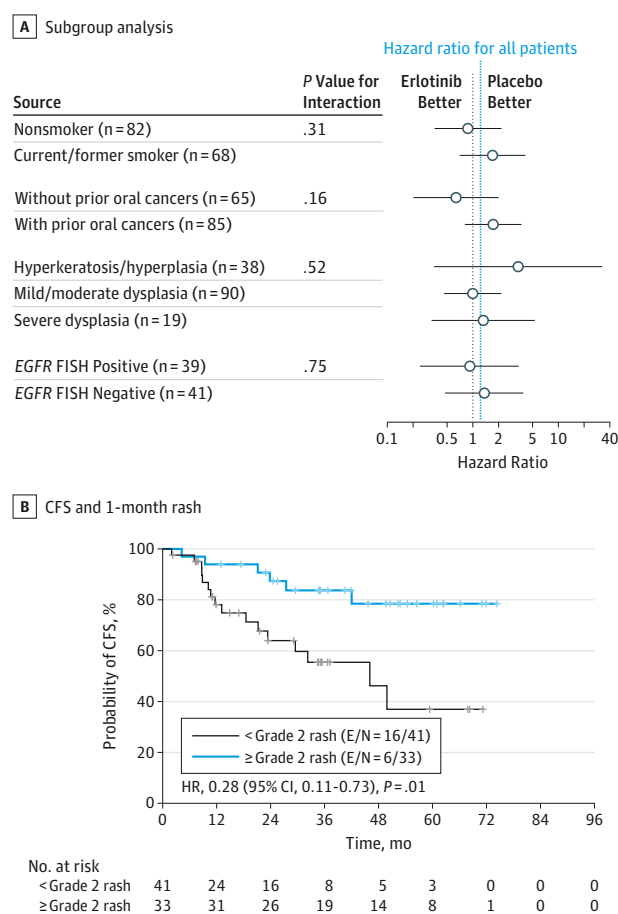 A Subgroup analysis
Hazard ratio for all patients
Source
P Value for
Interaction
Erlotinib
Better
Placebo
Better
Nonsmoker (n=82) .31
Current/former smoker (n=68)
Without prior oral cancers (n=65) .16
With prior oral cancers (n=85)
Hyperkeratosis/hyperplasia (n=38) .52
Mild/moderate dysplasia (n=90)
Severe dysplasia (n=19)
EGFR FISH Positive (n=39) .75
EGFR FISH Negative (n=41)
0.1 0.5 1 2 5 10 40
Hazard Ratio
B CFS and 1-month rash
Probability of CFS, %
100
80
60
40
20
0
<Grade 2 rash (E/N=16/41)
≥Grade 2 rash (E/N=6/33)
HR, 0.28 (95% CI, 0.11-0.73), P=.01
0 12 24 36 48 60 72 84 96
Time, mo
No. at risk
<Grade 2 rash 41 24 16 8 5 3 0 0 0
≥Grade 2 rash 33 31 26 19 14 8 1 0 0